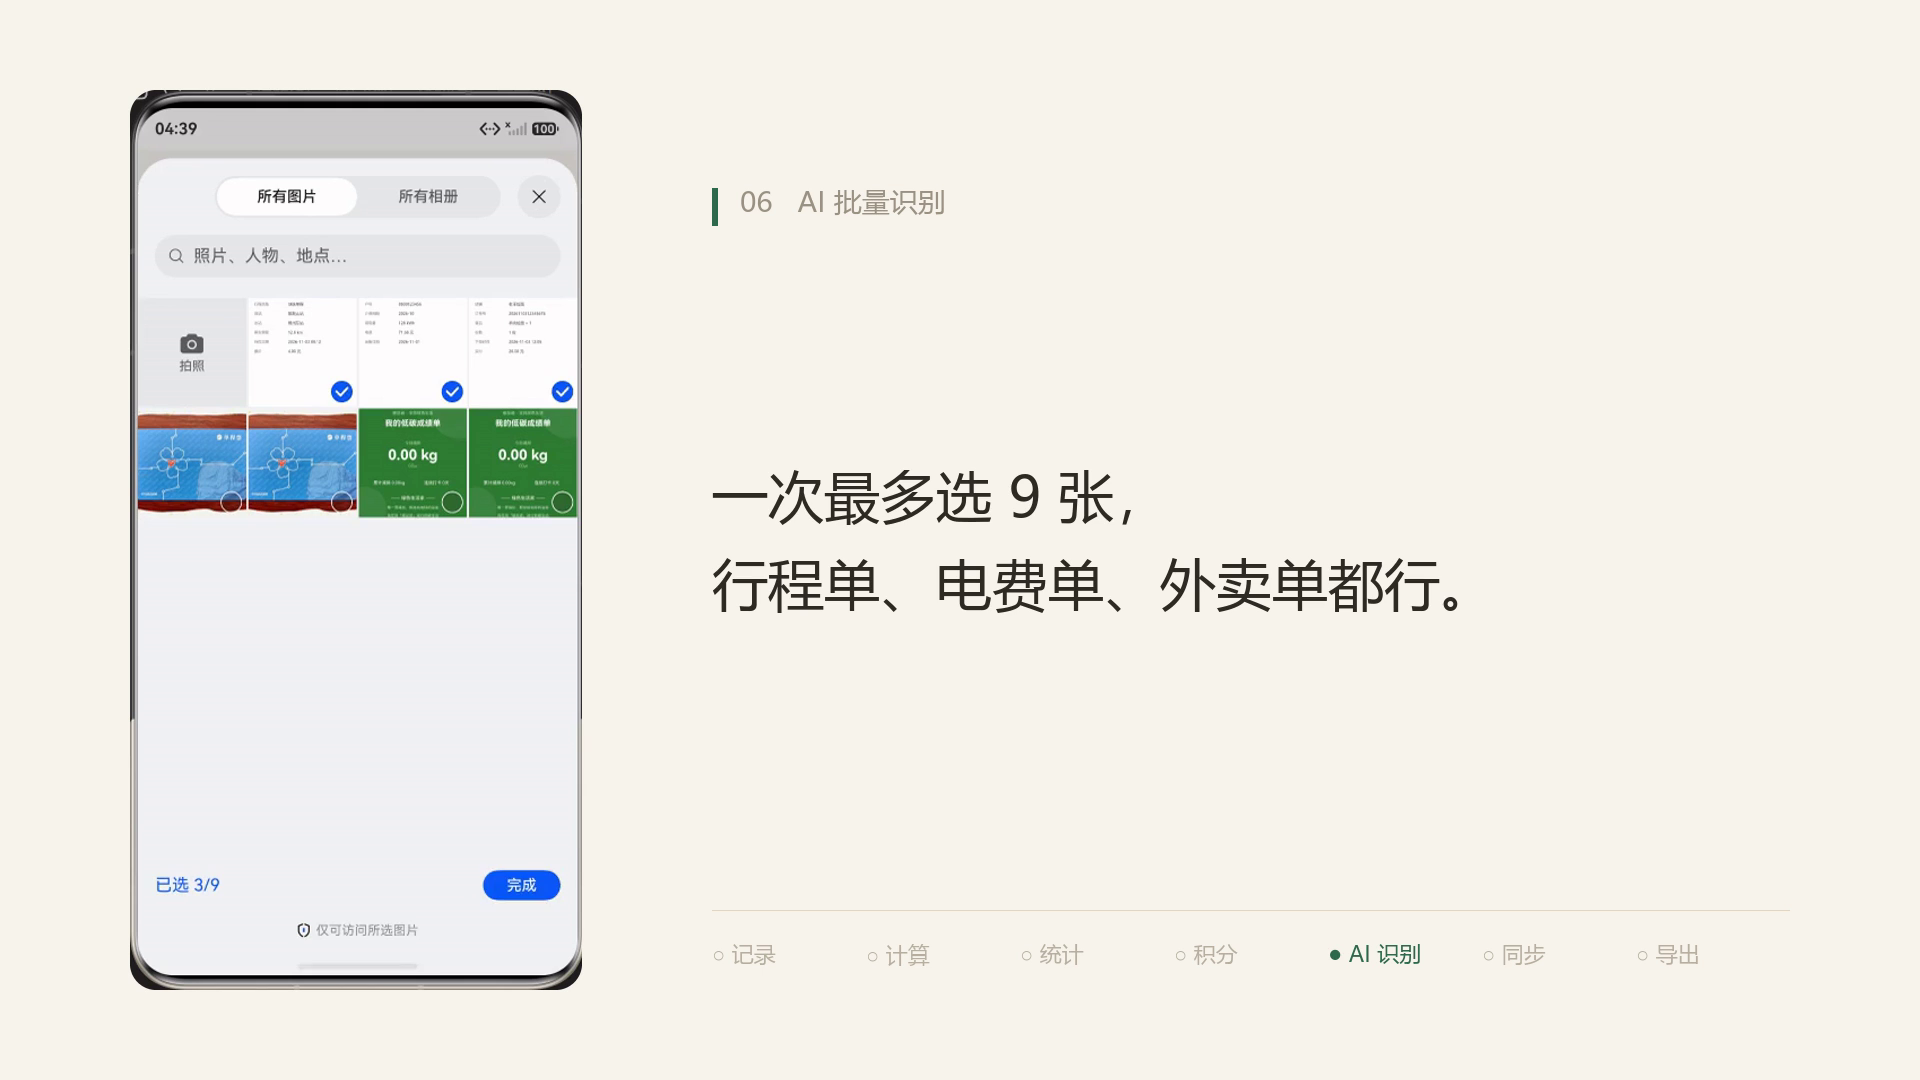 04:39
100
所有图片
所有相册
照片、人物、地点...
拍照
我的低碳成绩单
0.00 kg
我的低碳成绩单
0.00 kg
已选 3/9
完成
仅可访问所选图片
06 AI 批量识别
一次最多选 9 张，
行程单、电费单、外卖单都行。
○ 记录 ○ 计算 ○ 统计 ○ 积分 ● AI 识别 ○ 同步 ○ 导出